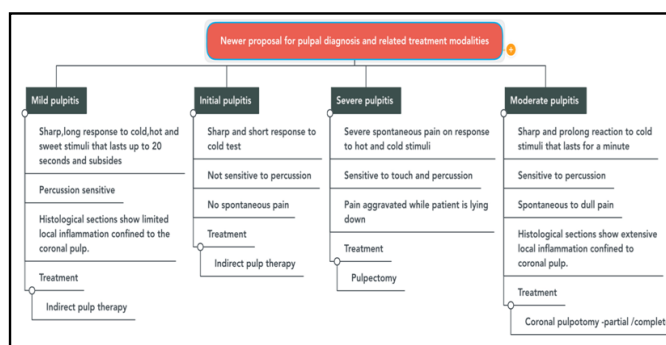 Newer proposal for pulpal diagnosis and related treatment modalities
Mild pulpitis
Sharp,long response to cold,hot and
sweet stimuli that lasts up to 20
seconds and subsides
Percussion sensitive
Histological sections show limited
local inflammation confined to the
coronal pulp.
Treatment
Indirect pulp therapy
Initial pulpitis
Sharp and short response to
cold test
Not sensitive to percussion
No spontaneous pain
Treatment
Indirect pulp therapy
Severe pulpitis
Severe spontaneous pain on response
to hot and cold stimuli
Sensitive to touch and percussion
Pain aggravated while patient is lying
down
Treatment
Pulpectomy
Moderate pulpitis
Sharp and prolong reaction to cold
stimuli that lasts for a minute
Sensitive to percussion
Spontaneous to dull pain
Histological sections show extensive
local inflammation confined to
coronal pulp.
Treatment
Coronal pulpotomy -partial /complet